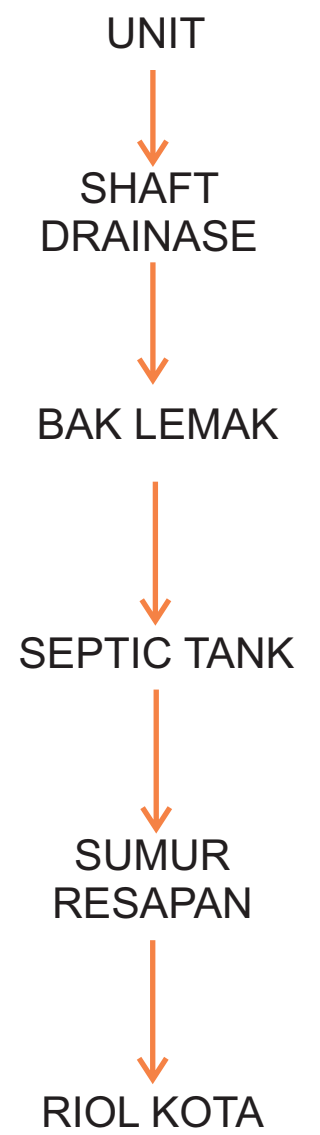 UNIT
SHAFT
DRAINASE
BAK LEMAK
SEPTIC TANK
SUMUR
RESAPAN
RIOL KOTA